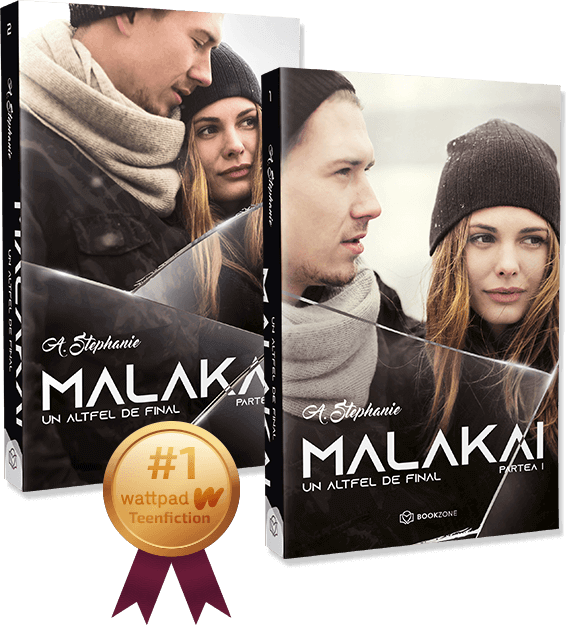 2
A. Stephanie
MALAKAI
UN ALTFEL DE FINAL
A. Stephanie
MALAKA
UN ALTFEL DE FINAL
PARTE
1
A. Stephanie
MALAKAI
UN ALTFEL DE FINAL
A. Stephanie
MALAKAI
UN ALTFEL DE FINAL
PARTEA I
BOOKZONE
#1
wattpad
Teenfiction